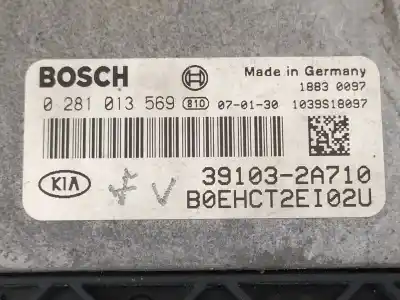 BOSCH
Made in Germany
1883 0097
0 281 013 569 810 07-01-30 1039S18097
KIA
39103-2A710
B0EHCT2EI02U